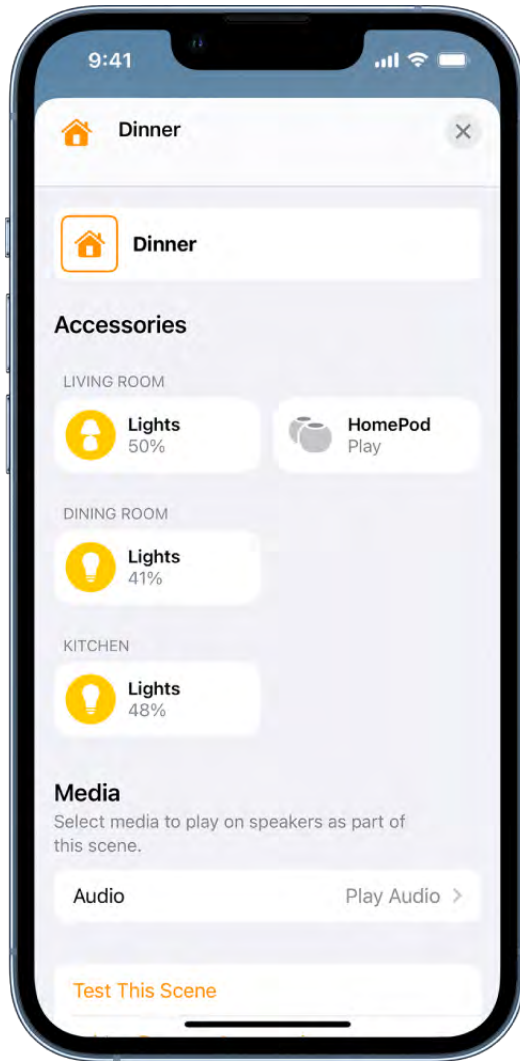 9:41
Dinner
Dinner
Accessories
LIVING ROOM
Lights
50%
HomePod
Play
DINING ROOM
Lights
41%
KITCHEN
Lights
48%
Media
Select media to play on speakers as part of
this scene.
Audio
Play Audio
Test This Scene